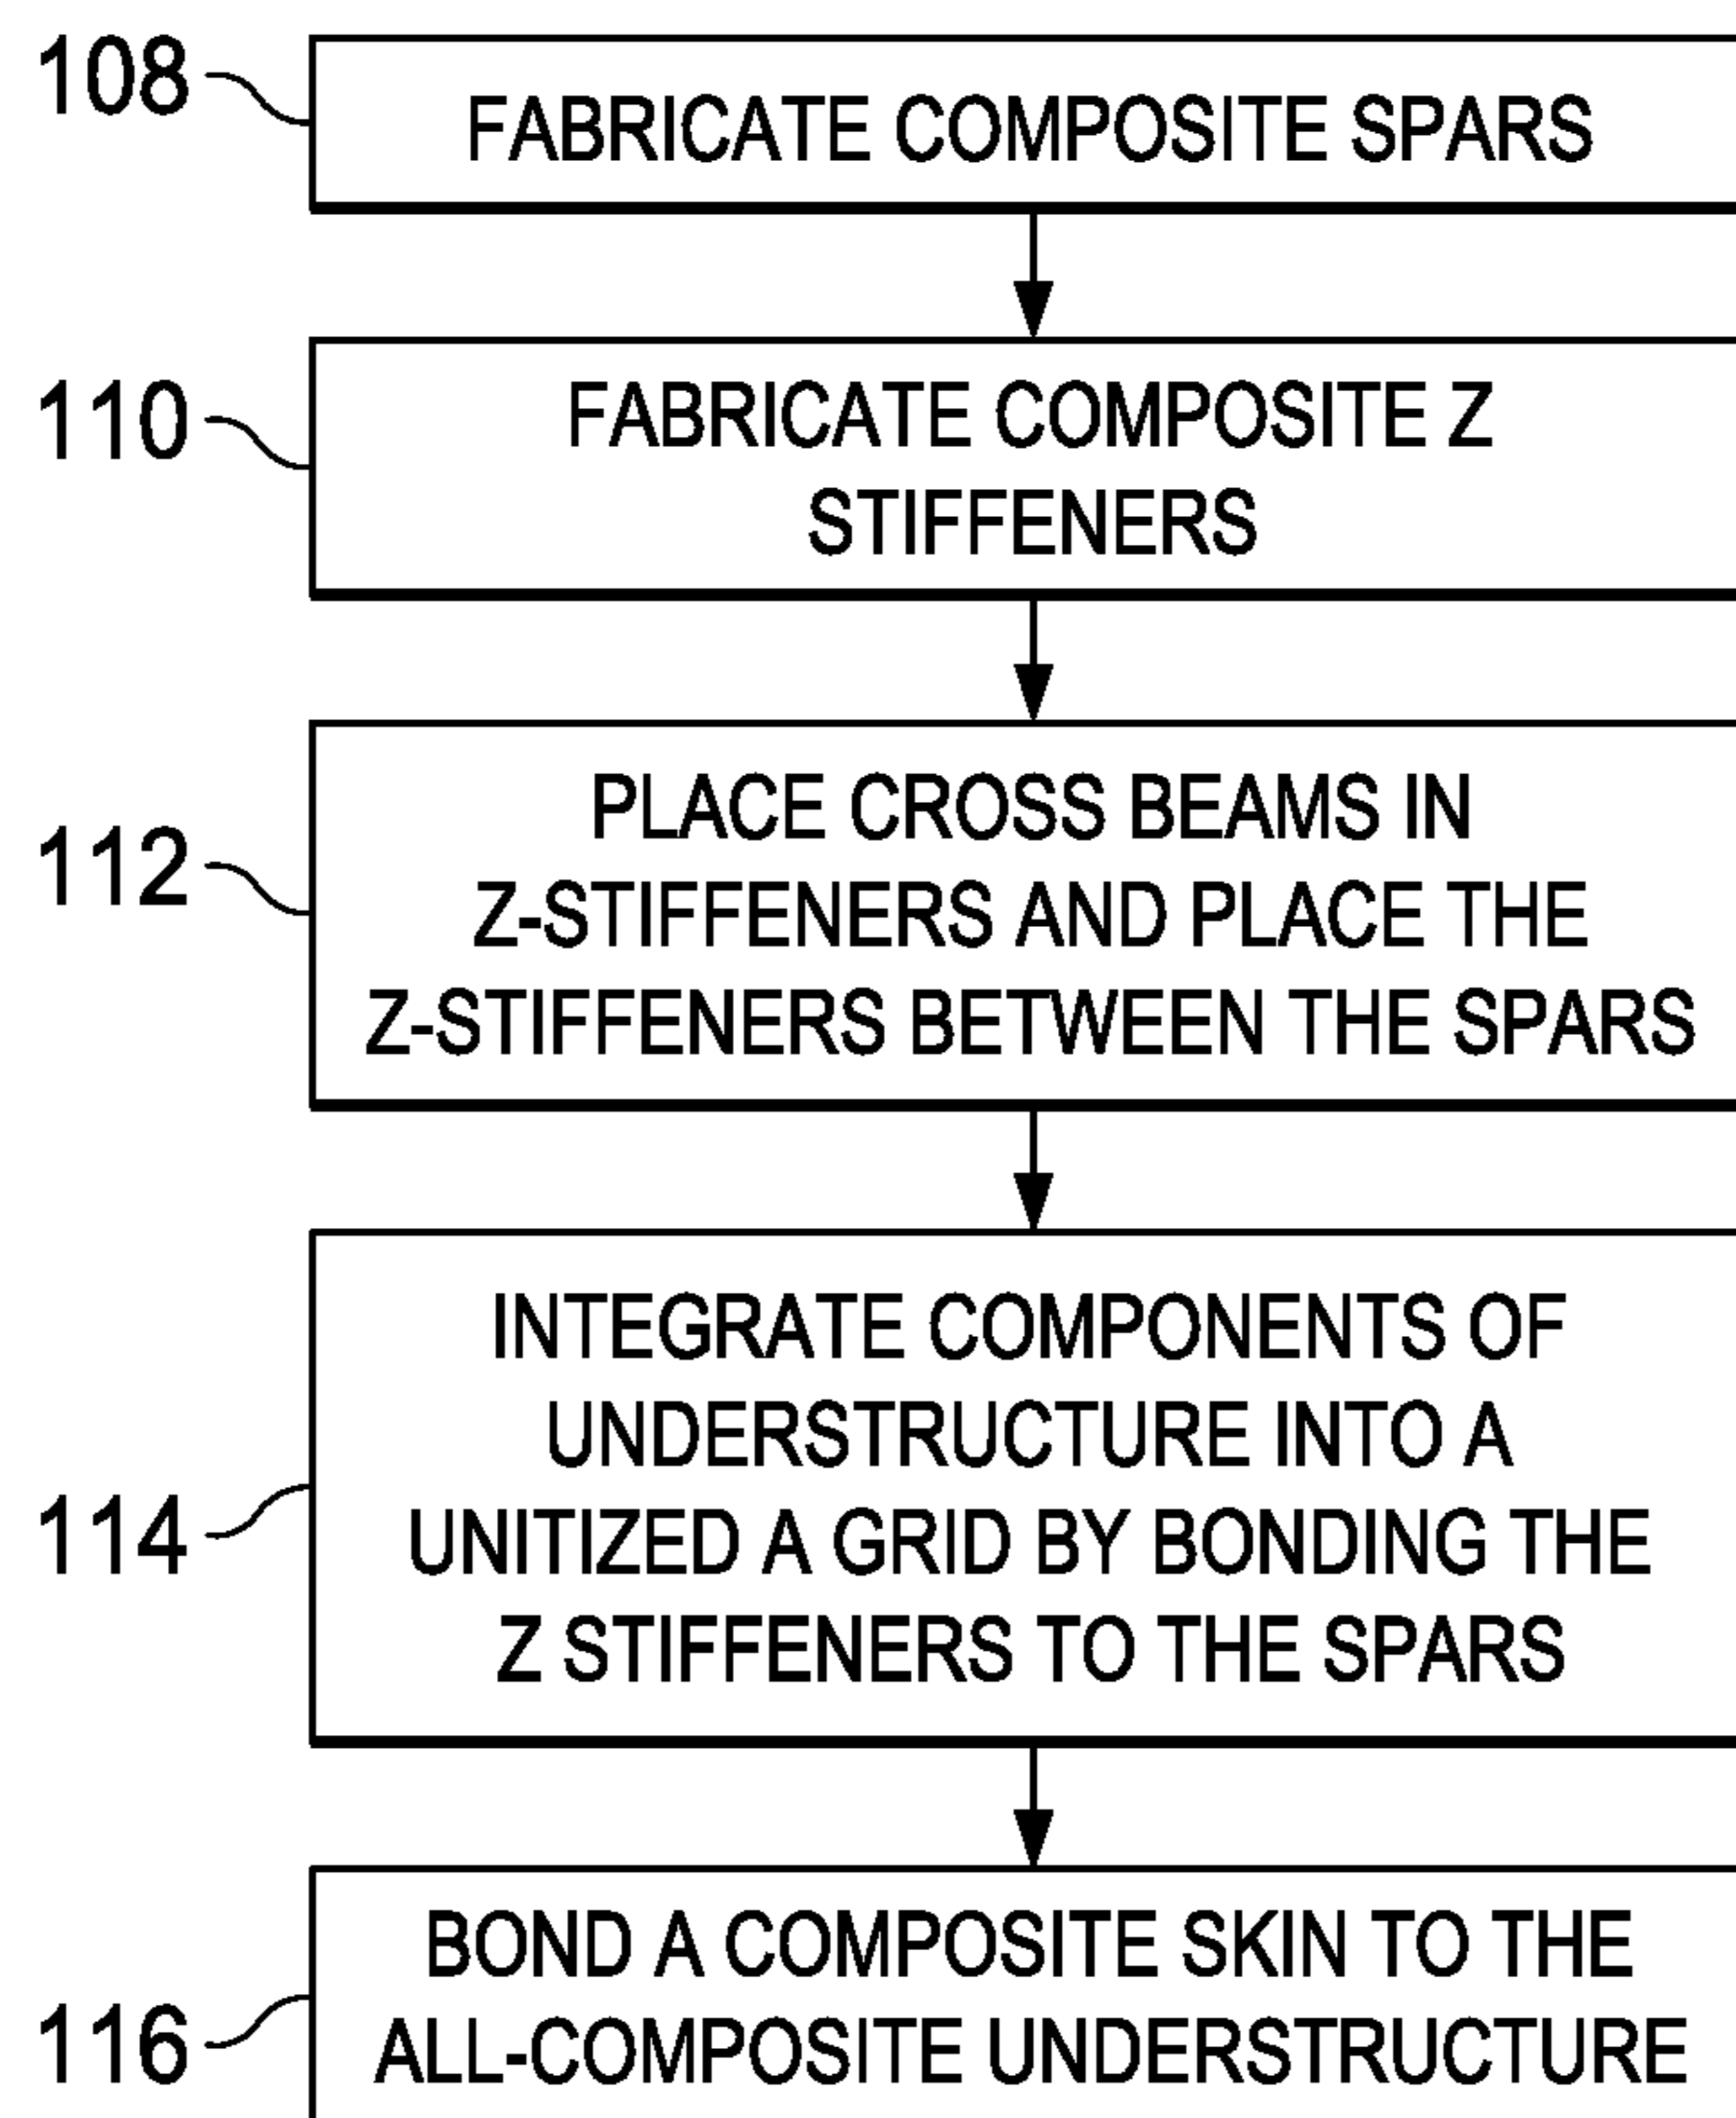 108
FABRICATE COMPOSITE SPARS
110
FABRICATE COMPOSITE Z
STIFFENERS
112
PLACE CROSS BEAMS IN
Z-STIFFENERS AND PLACE THE
Z-STIFFENERS BETWEEN THE SPARS
114
INTEGRATE COMPONENTS OF
UNDERSTRUCTURE INTO A
UNITIZED A GRID BY BONDING THE
Z STIFFENERS TO THE SPARS
116
BOND A COMPOSITE SKIN TO THE
ALL-COMPOSITE UNDERSTRUCTURE